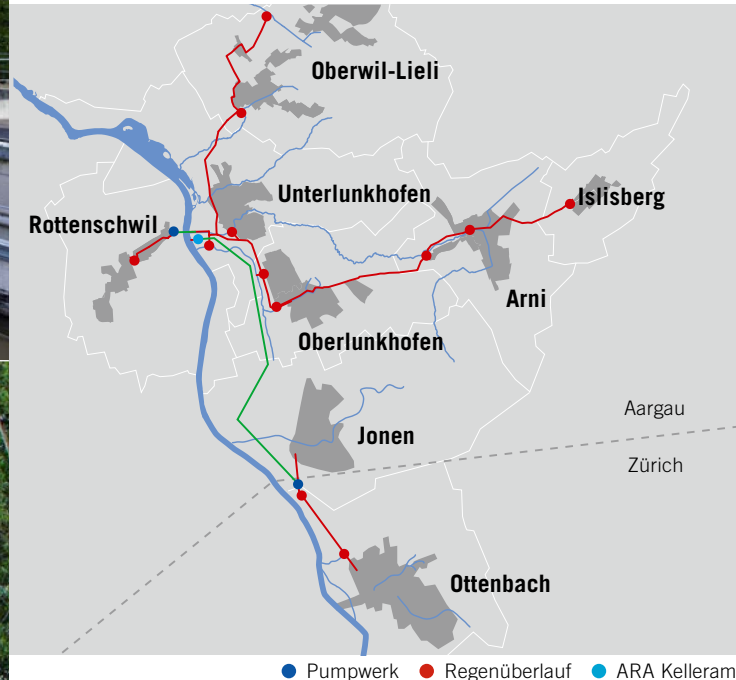 Oberwil-Lieli
Unterlunkhofen
Islisberg
Rottenschwil
Arni
Oberlunkhofen
Aargau
Jonen
Zürich
Ottenbach
Pumpwerk Regenüberlauf ARA Kelleram